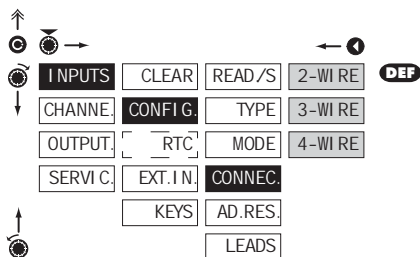 INPUTS CLEAR READ/S 2-WIRE DEF
CHANNE. CONFIG. TYPE 3-WIRE
OUTPUT. RTC MODE 4-WIRE
SERVIC. EXT.IN. CONNEC.
KEYS AD.RES.
LEADS